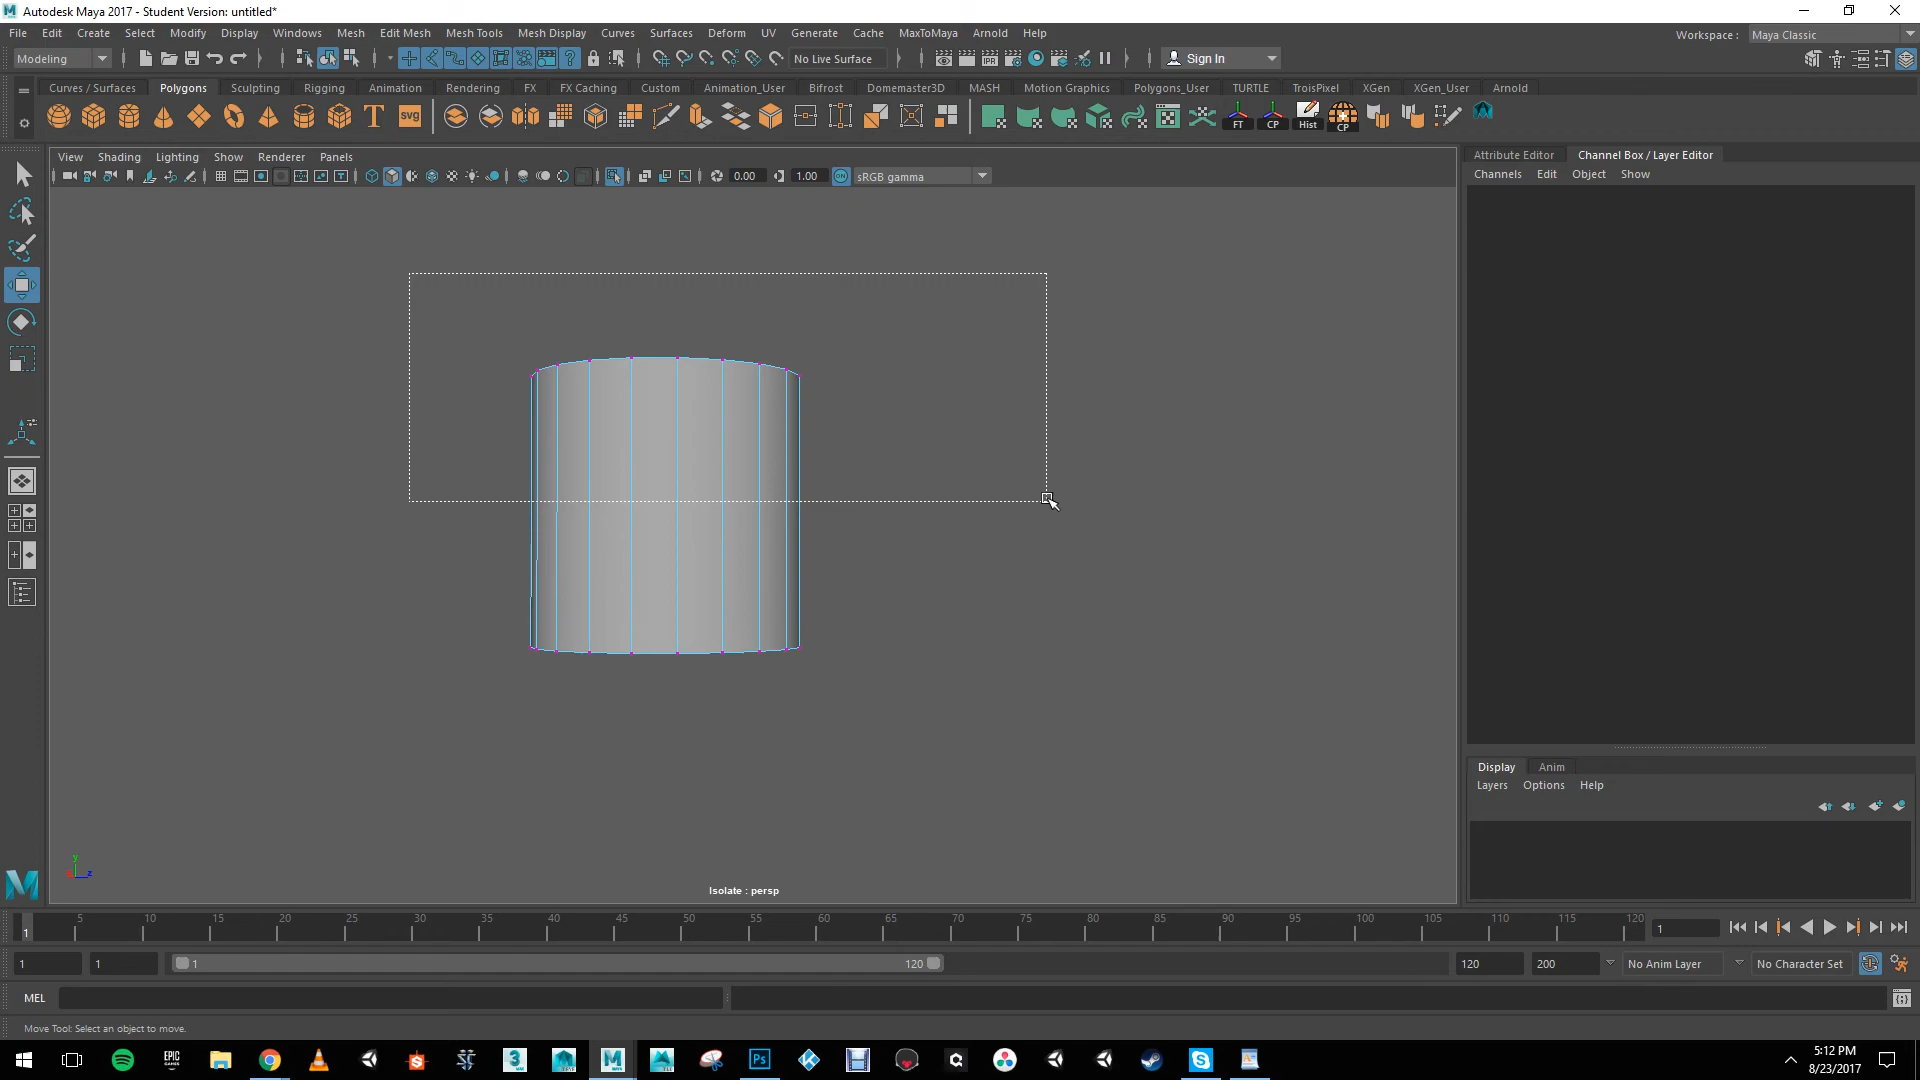 Autodesk Maya 2017 - Student Version: untitled*
File Edit Create Select Modify Display Windows Mesh Edit Mesh Mesh Tools Mesh Display Curves Surfaces Deform UV Generate Cache MaxToMaya Arnold Help
Workspace : Maya Classic
Modeling No Live Surface Sign In
Curves / Surfaces Polygons Sculpting Rigging Animation Rendering FX FX Caching Custom Animation_User Bifrost Domemaster3D MASH Motion Graphics Polygons_User TURTLE TroisPixel XGen XGen_User Arnold
T svg FT CP Hist CP
View Shading Lighting Show Renderer Panels
0.00 1.00 ON sRGB gamma
Attribute Editor Channel Box / Layer Editor
Channels Edit Object Show
Display Anim
Layers Options Help
y
z
Isolate : persp
5 10 15 20 25 30 35 40 45 50 55 60 65 70 75 80 85 90 95 100 105 110 115 120
1 1
1 1 1 120 120 200 No Anim Layer No Character Set
MEL
Move Tool: Select an object to move.
EPIC GAMES
Ps
5:12 PM
8/23/2017